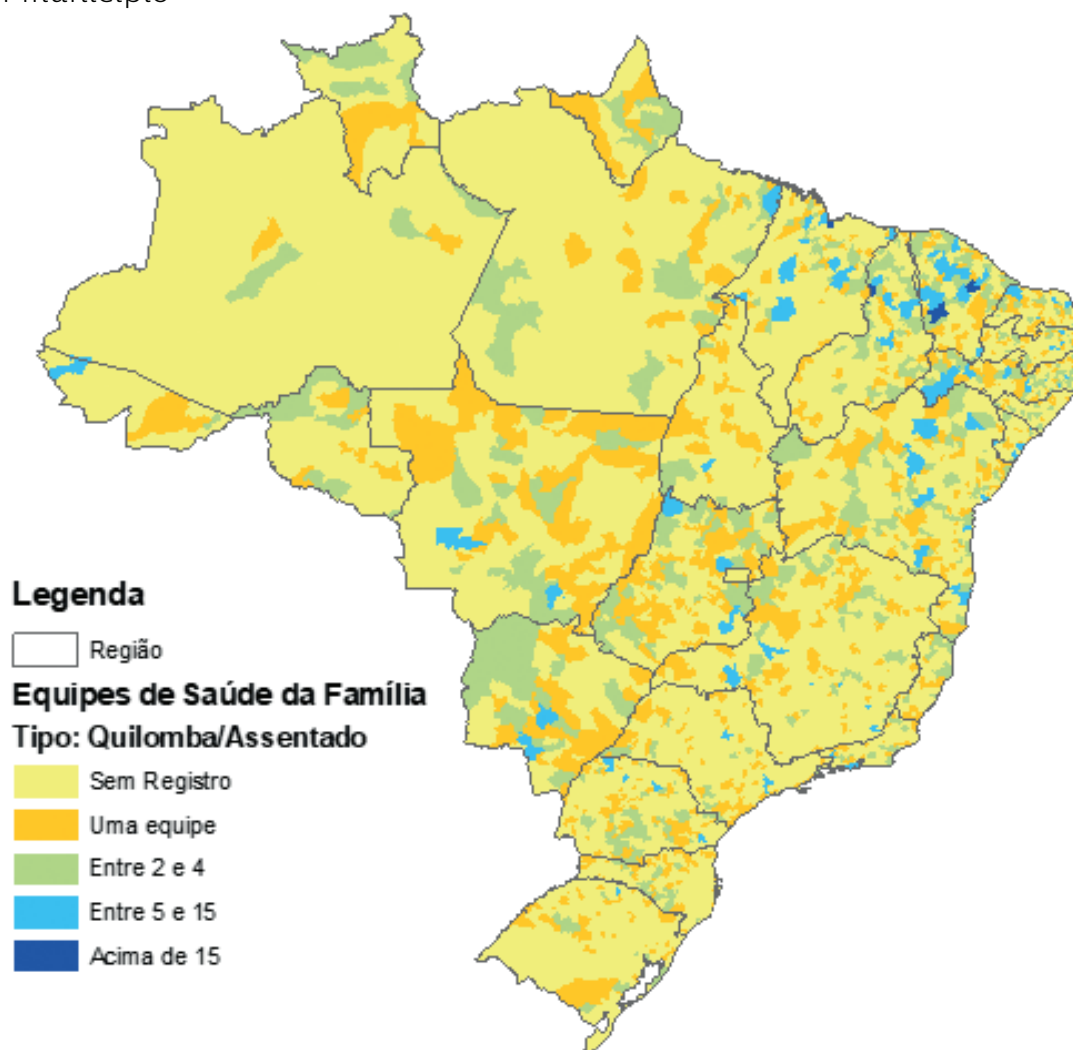 Legenda
Região
Equipes de Saúde da Família
Tipo: Quilomba/Assentado
Sem Registro
Uma equipe
Entre 2 e 4
Entre 5 e 15
Acima de 15